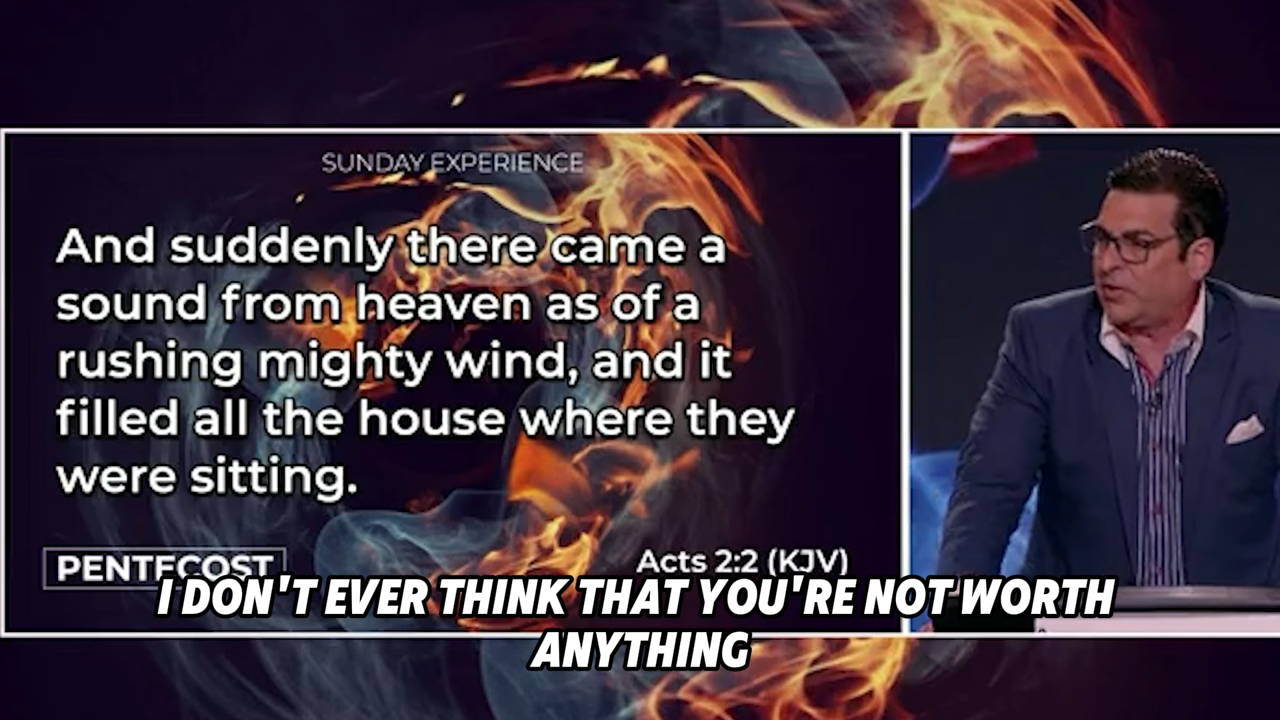 SUNDAY EXPERIENCE
And suddenly there came a
sound from heaven as of a
rushing mighty wind, and it
filled all the house where they
were sitting.
PENTECOST
Acts 2:2 (KJV)
I DON'T EVER THINK THAT YOU'RE NOT WORTH
ANYTHING